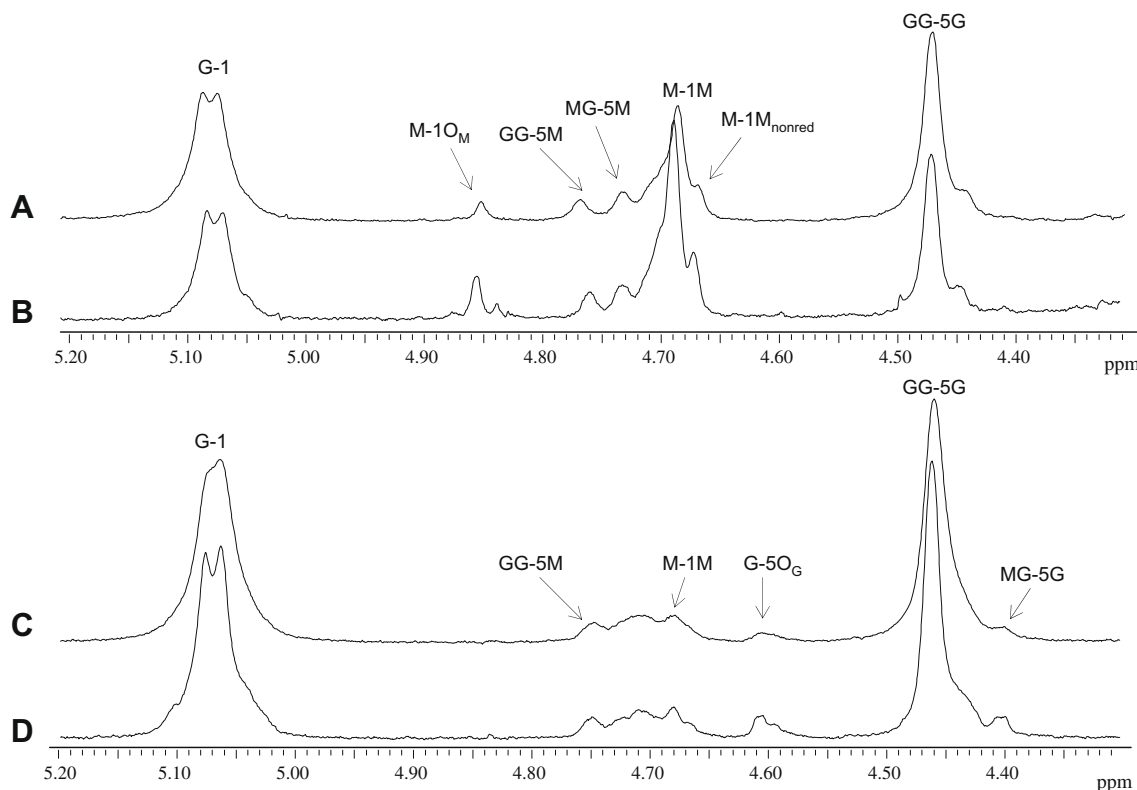 GG-5G
G-1
M-1M
MG-5M
M-1M_nonred
M-1O_M
GG-5M
A
B
5.20 5.10 5.00 4.90 4.80 4.70 4.60 4.50 4.40 ppm
GG-5G
G-1
GG-5M M-1M G-5O_G MG-5G
C
D
5.20 5.10 5.00 4.90 4.80 4.70 4.60 4.50 4.40 ppm